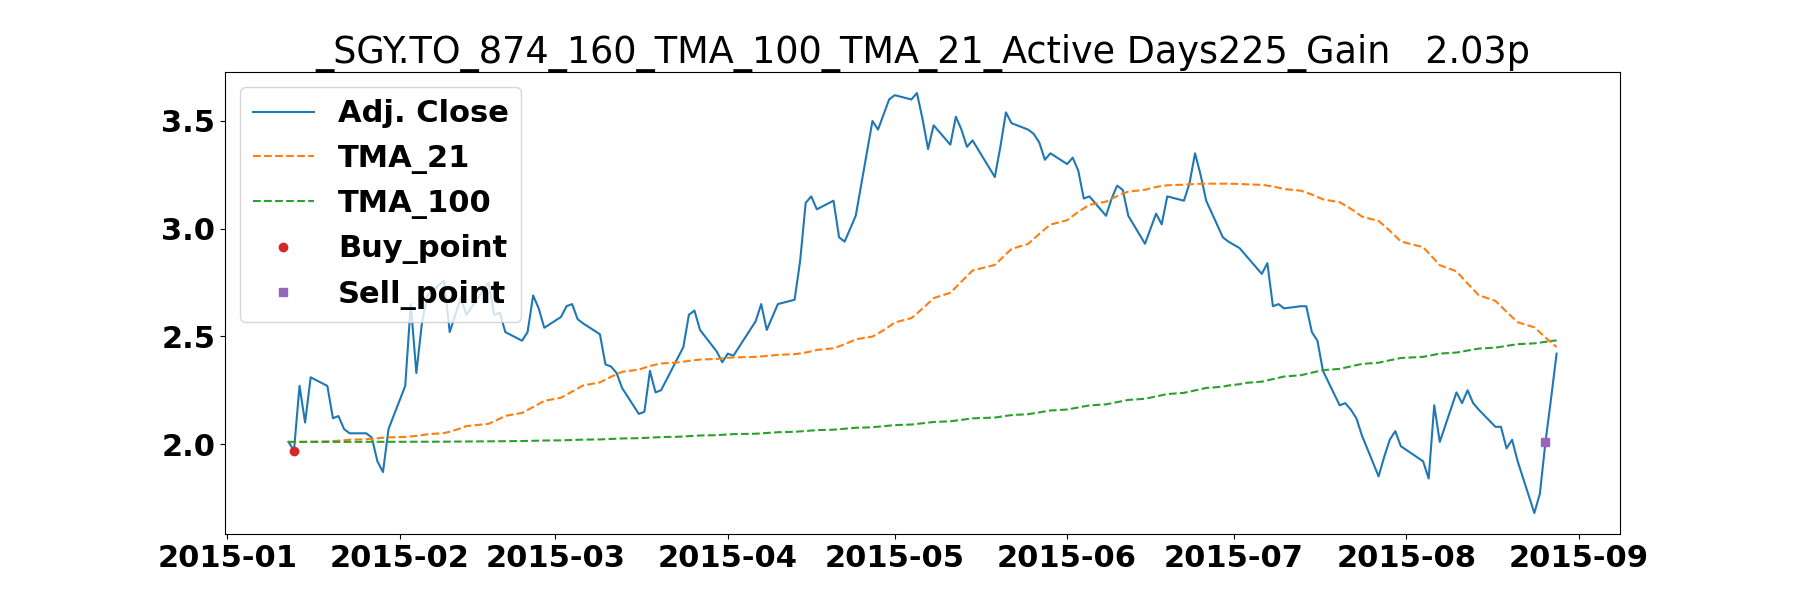 _SGY.TO_874_160_TMA_100_TMA_21_Active Days225_Gain   2.03p
Adj. Close
TMA_21
TMA_100
Buy_point
Sell_point
3.5
3.0
2.5
2.0
2015-01 2015-02 2015-03 2015-04 2015-05 2015-06 2015-07 2015-08 2015-09